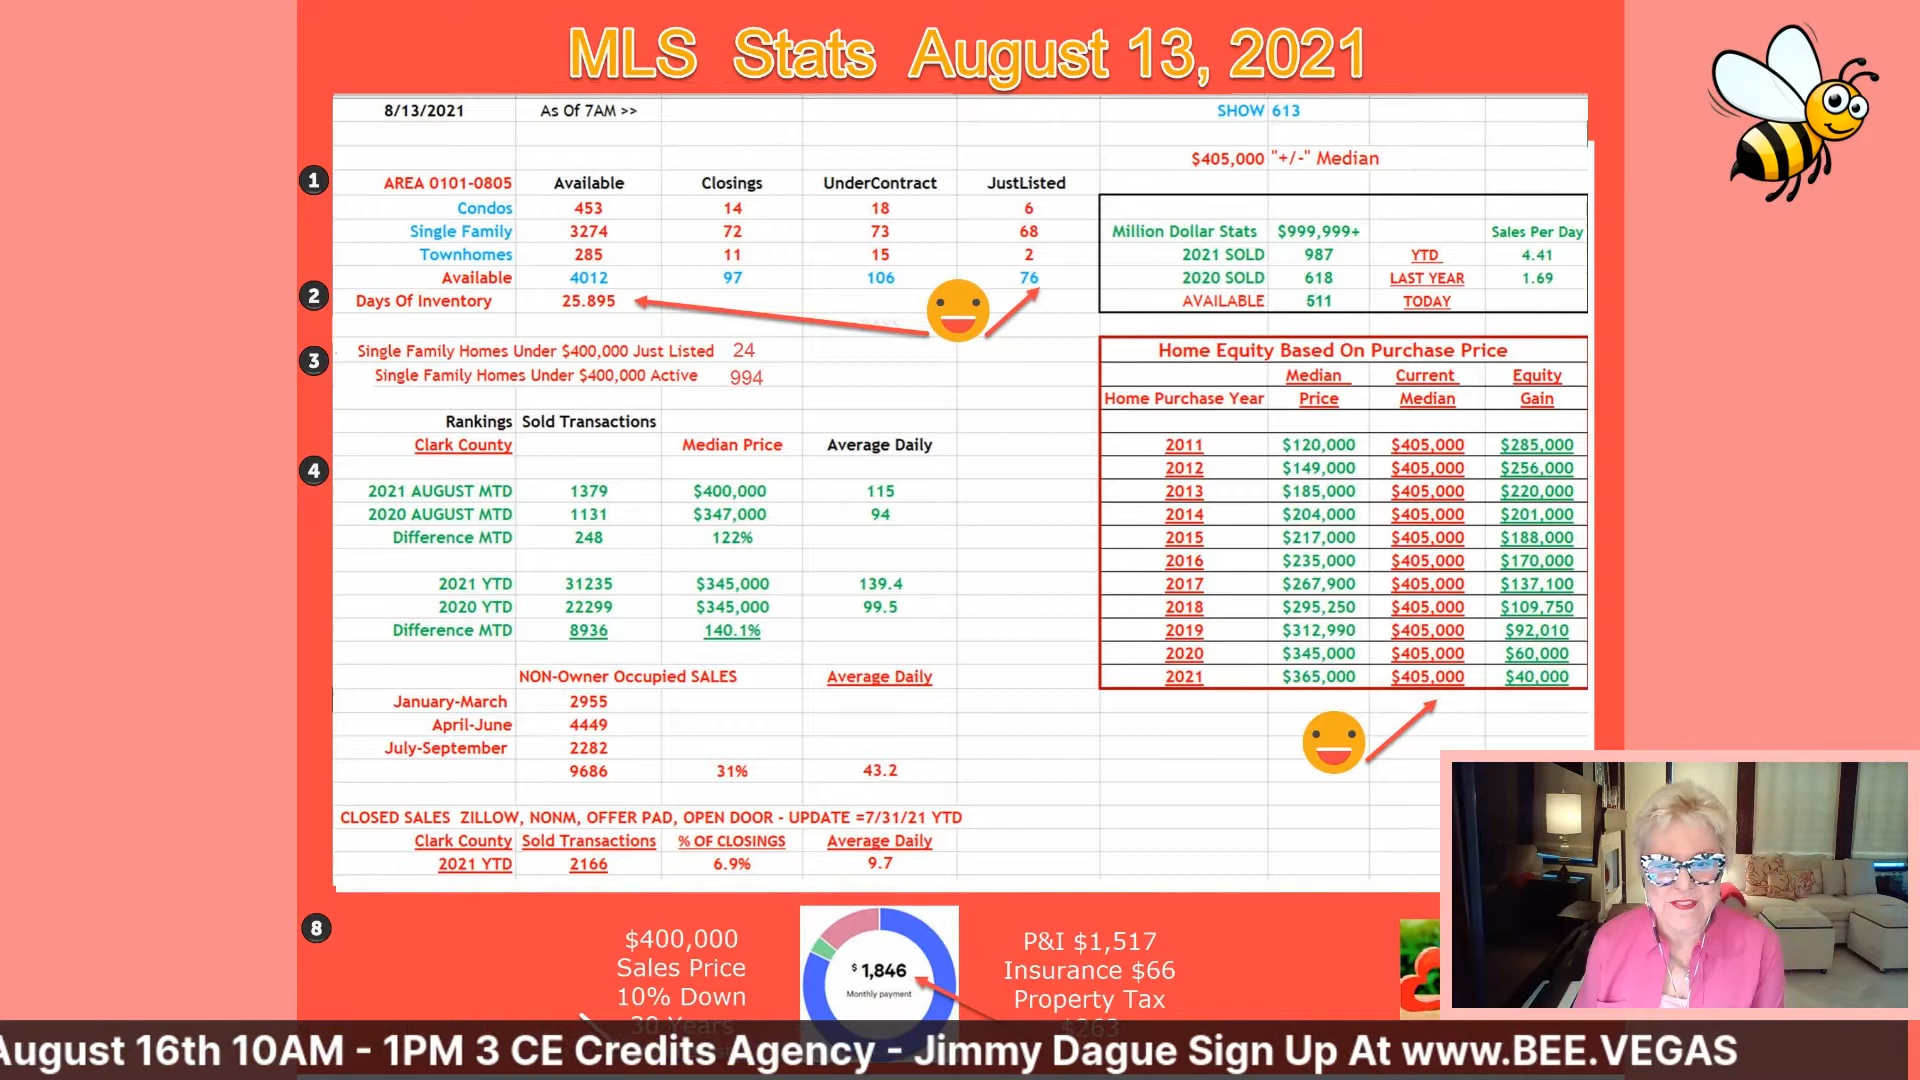 MLS Stats August 13, 2021
8/13/2021 As Of 7AM >> SHOW 613
$405,000 "+/-" Median
1 AREA 0101-0805 Available Closings UnderContract JustListed
Condos 453 14 18 6
Single Family 3274 72 73 68 Million Dollar Stats $999,999+ Sales Per Day
Townhomes 285 11 15 2 2021 SOLD 987 YTD 4.41
Available 4012 97 106 76 2020 SOLD 618 LAST YEAR 1.69
2 Days Of Inventory 25.895 AVAILABLE 511 TODAY
3 Single Family Homes Under $400,000 Just Listed 24 Home Equity Based On Purchase Price
Single Family Homes Under $400,000 Active 994 Median Current Equity
Home Purchase Year Price Median Gain
Rankings Sold Transactions
Clark County Median Price Average Daily 2011 $120,000 $405,000 $285,000
4 2012 $149,000 $405,000 $256,000
2021 AUGUST MTD 1379 $400,000 115 2013 $185,000 $405,000 $220,000
2020 AUGUST MTD 1131 $347,000 94 2014 $204,000 $405,000 $201,000
Difference MTD 248 122% 2015 $217,000 $405,000 $188,000
2016 $235,000 $405,000 $170,000
2021 YTD 31235 $345,000 139.4 2017 $267,900 $405,000 $137,100
2020 YTD 22299 $345,000 99.5 2018 $295,250 $405,000 $109,750
Difference MTD 8936 140.1% 2019 $312,990 $405,000 $92,010
2020 $345,000 $405,000 $60,000
NON-Owner Occupied SALES Average Daily 2021 $365,000 $405,000 $40,000
January-March 2955
April-June 4449
July-September 2282
9686 31% 43.2
CLOSED SALES ZILLOW, NONM, OFFER PAD, OPEN DOOR - UPDATE =7/31/21 YTD
Clark County Sold Transactions % OF CLOSINGS Average Daily
2021 YTD 2166 6.9% 9.7
8
$400,000
Sales Price
10% Down
30 Years
$1,846
Monthly payment
P&I $1,517
Insurance $66
Property Tax
$263
August 16th 10AM - 1PM 3 CE Credits Agency - Jimmy Dague Sign Up At www.BEE.VEGAS